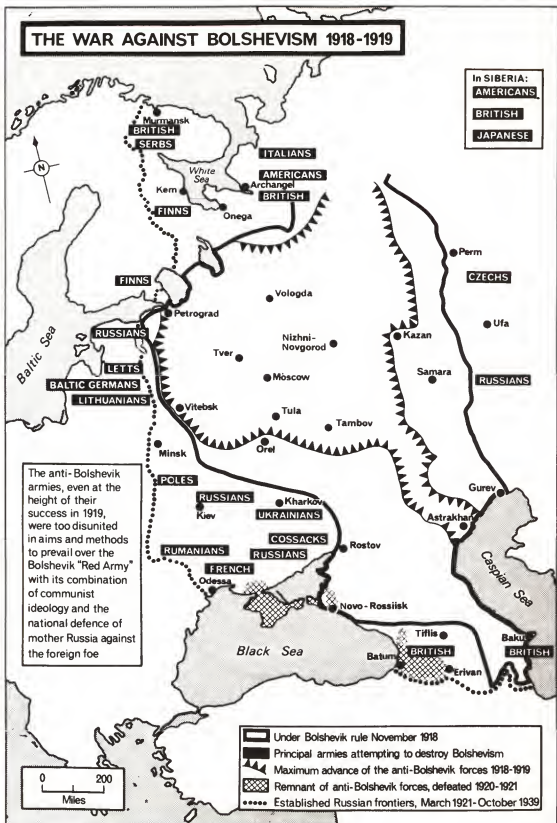 THE WAR AGAINST BOLSHEVISM 1918-1919
In SIBERIA:
AMERICANS
BRITISH
JAPANESE
Murmansk
BRITISH
SERBS
N
White
Sea
ITALIANS
AMERICANS
Archangel
BRITISH
Kem
Onega
FINNS
Perm
CZECHS
FINNS
Vologda
Ufa
Petrograd
Baltic Sea
RUSSIANS
Nizhni-
Novgorod
Kazan
Tver
Samara
LETTS
Moscow
RUSSIANS
BALTIC GERMANS
LITHUANIANS
Vitebsk
Tula
Tambov
Minsk
Orel
The anti-Bolshevik
armies, even at the
height of their
success in 1919,
were too disunited
in aims and methods
to prevail over the
Bolshevik "Red Army"
with its combination
of communist
ideology and the
national defence of
mother Russia against
the foreign foe
POLES
Gurev
RUSSIANS
Kharkov
Kiev
UKRAINIANS
Astrakhan
COSSACKS
RUMANIANS
RUSSIANS
Rostov
FRENCH
Odessa
Caspian Sea
Novo-Rossiisk
Tiflis
Baku
Black Sea
BRITISH
BRITISH
Batum
Erivan
Under Bolshevik rule November 1918
Principal armies attempting to destroy Bolshevism
Maximum advance of the anti-Bolshevik forces 1918-1919
Remnant of anti-Bolshevik forces, defeated 1920-1921
Established Russian frontiers, March 1921-October 1939
0 200
Miles